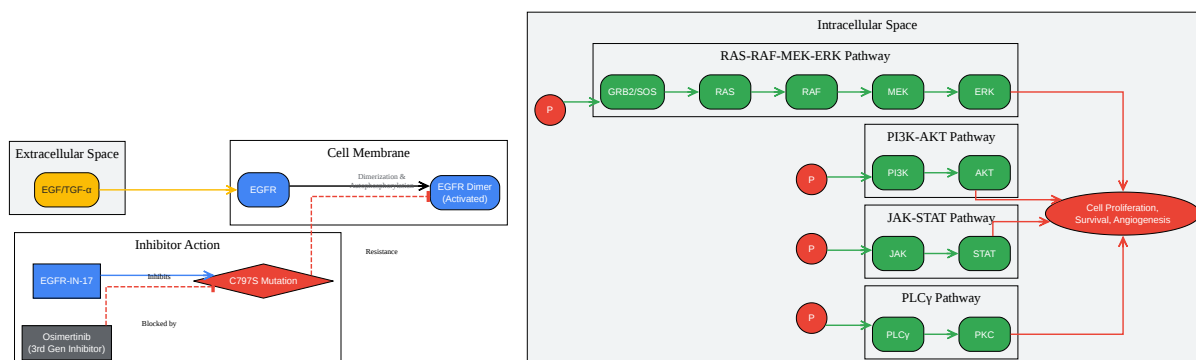 Extracellular Space
EGF/TGF-α
Cell Membrane
EGFR
Dimerization &
Autophosphorylation
EGFR Dimer
(Activated)
Inhibitor Action
EGFR-IN-17
Inhibits
C797S Mutation
Resistance
Blocked by
Osimertinib
(3rd Gen Inhibitor)
Intracellular Space
RAS-RAF-MEK-ERK Pathway
P
GRB2/SOS
RAS
RAF
MEK
ERK
PI3K-AKT Pathway
P
PI3K
AKT
JAK-STAT Pathway
P
JAK
STAT
PLCγ Pathway
P
PLCγ
PKC
Cell Proliferation,
Survival, Angiogenesis